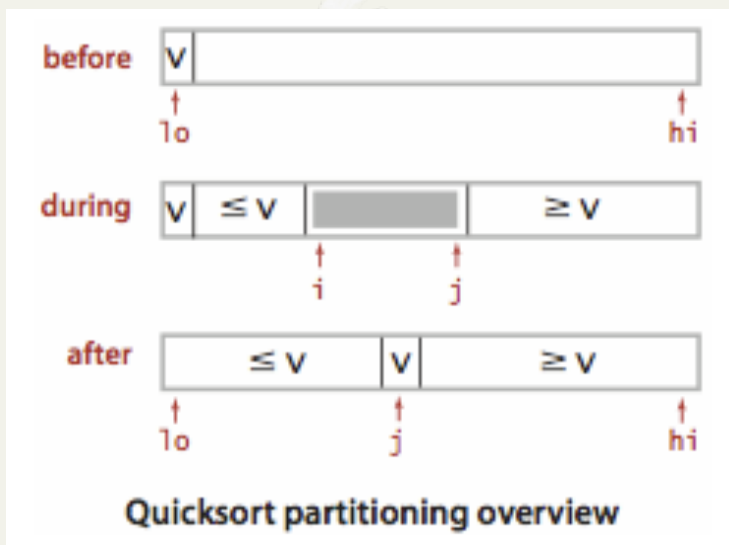 before v
lo hi
during v ≤ v ≥ v
i j
after ≤ v v ≥ v
lo j hi
Quicksort partitioning overview